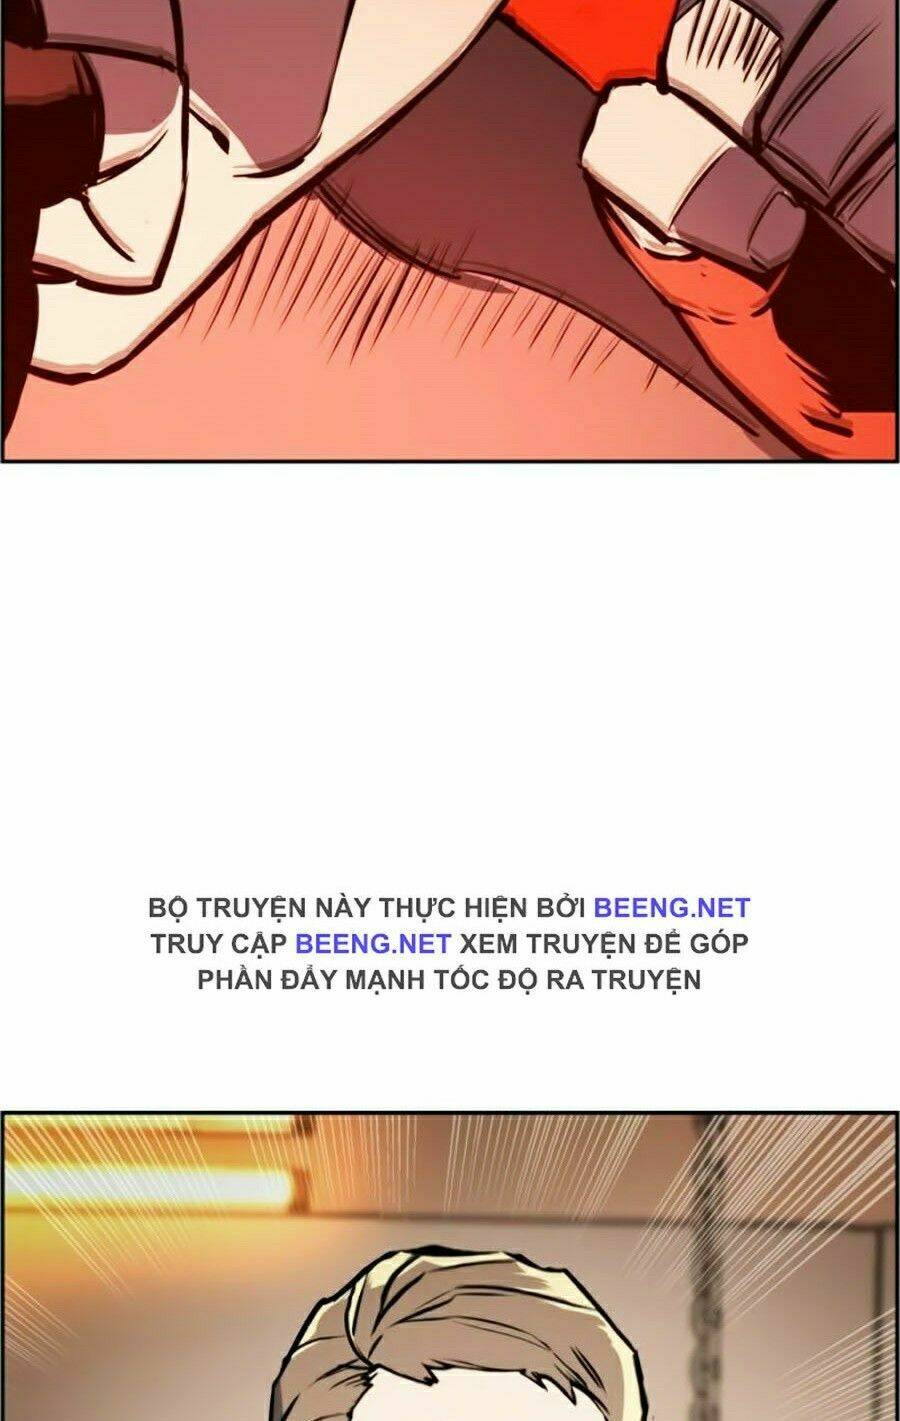 BỘ TRUYỆN NÀY THỰC HIỆN BỞI BEENG.NET
TRUY CẬP BEENG.NET XEM TRUYỆN ĐỂ GÓP
PHẦN ĐẨY MẠNH TỐC ĐỘ RA TRUYỆN